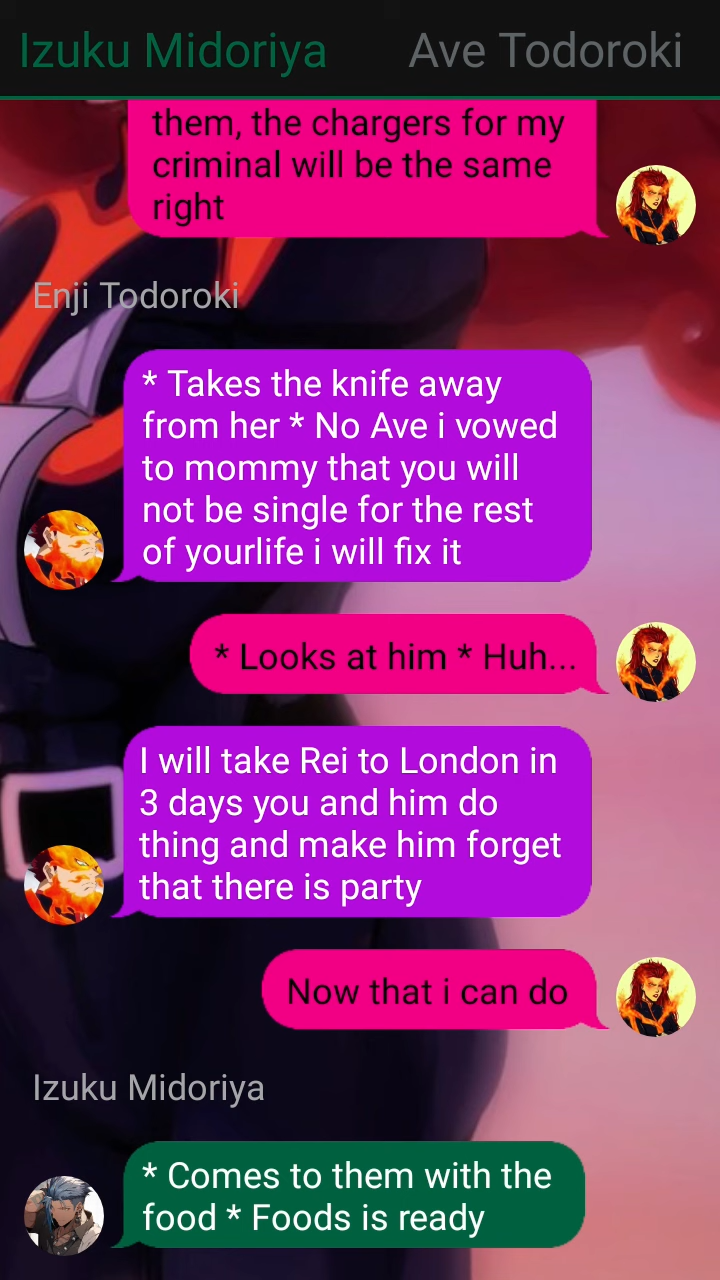 Izuku Midoriya Ave Todoroki
them, the chargers for my
criminal will be the same
right
Enji Todoroki
* Takes the knife away
from her * No Ave i vowed
to mommy that you will
not be single for the rest
of yourlife i will fix it
* Looks at him * Huh...
I will take Rei to London in
3 days you and him do
thing and make him forget
that there is party
Now that i can do
Izuku Midoriya
* Comes to them with the
food * Foods is ready